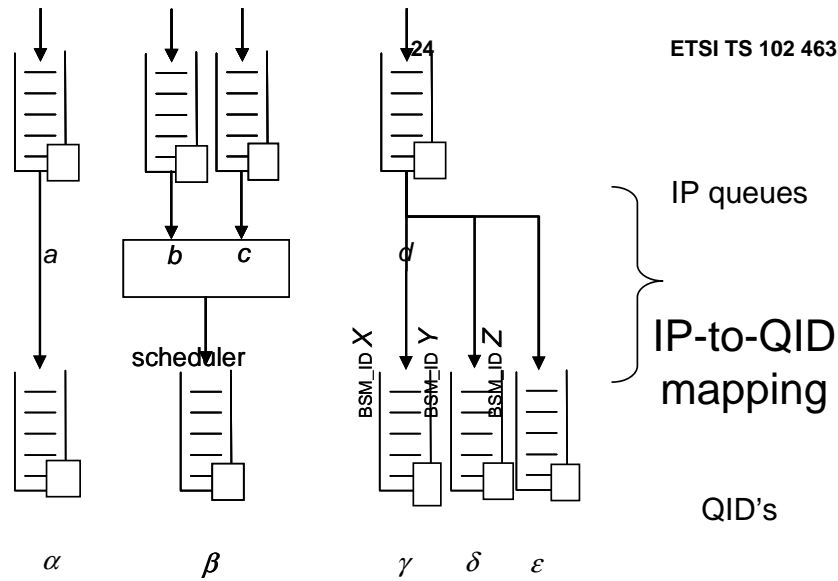 24
ETSI TS 102 463
IP queues
a
b
c
d
scheduler
BSM_ID X
BSM_ID Y
BSM_ID Z
IP-to-QID
mapping
QID's
α
β
γ
δ
ε